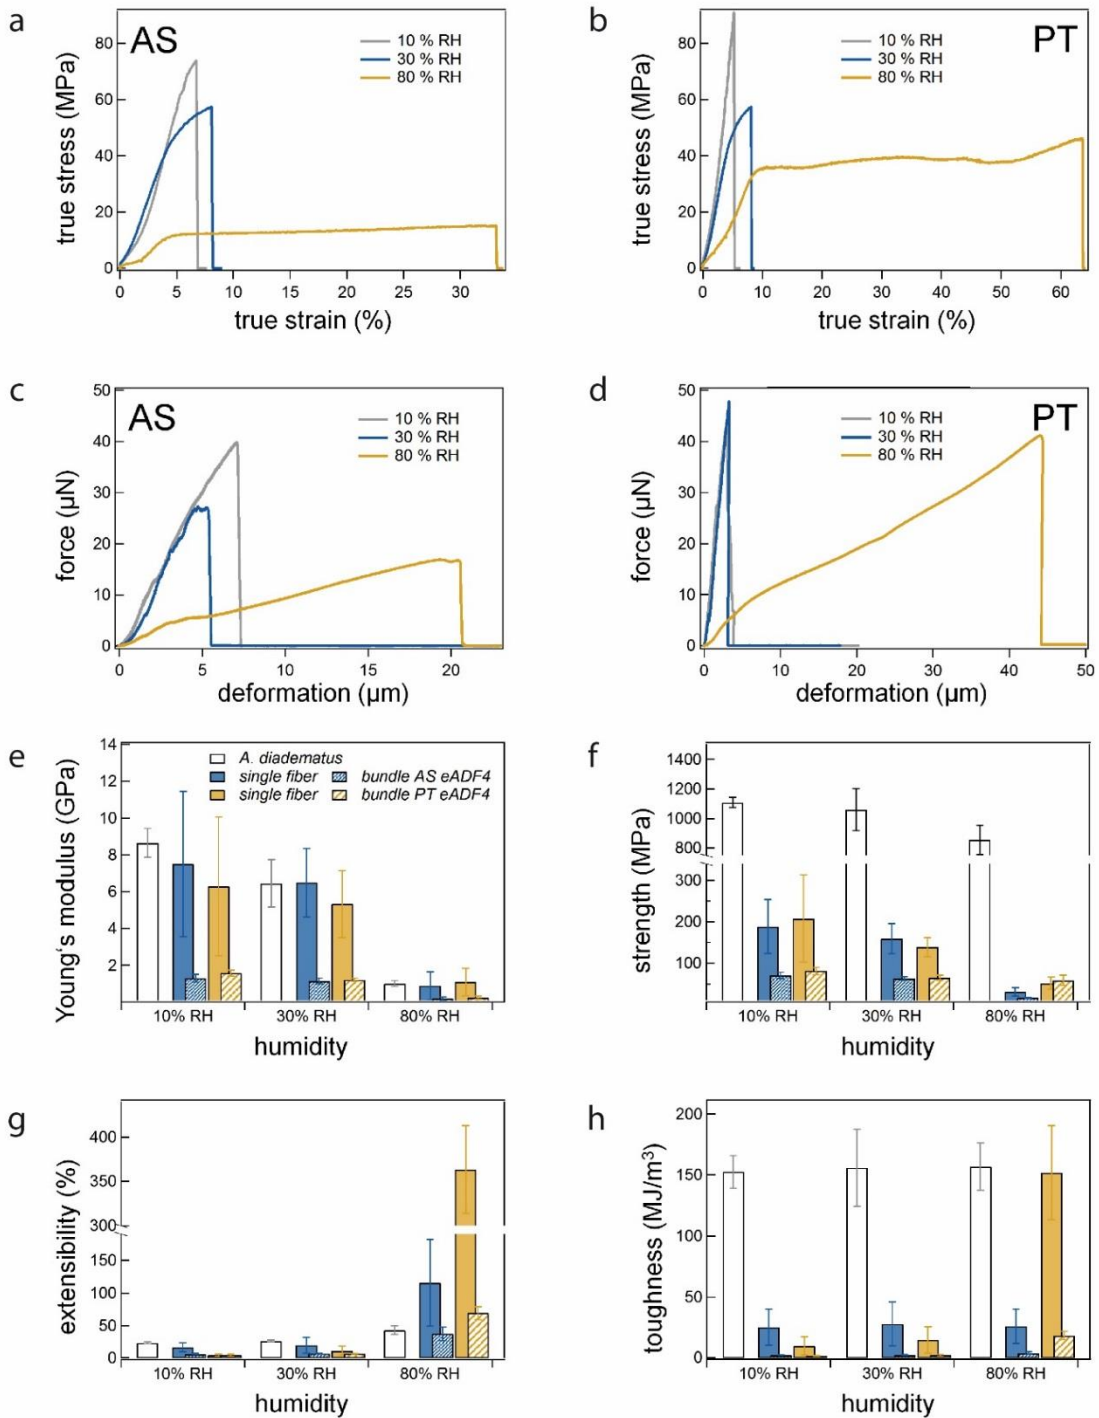 a
AS
10 % RH
30 % RH
80 % RH
true stress (MPa)
80
60
40
20
0
0 5 10 15 20 25 30
true strain (%)
b
PT
10 % RH
30 % RH
80 % RH
true stress (MPa)
80
60
40
20
0
0 10 20 30 40 50 60
true strain (%)
c
AS
10 % RH
30 % RH
80 % RH
force (µN)
50
40
30
20
10
0
0 5 10 15 20
deformation (µm)
d
PT
10 % RH
30 % RH
80 % RH
force (µN)
50
40
30
20
10
0
0 10 20 30 40 50
deformation (µm)
e
A. diadematus
single fiber bundle AS eADF4
single fiber bundle PT eADF4
Young's modulus (GPa)
14
12
10
8
6
4
2
10% RH 30% RH 80% RH
humidity
f
strength (MPa)
1400
1200
1000
800
300
200
150
100
50
10% RH 30% RH 80% RH
humidity
g
extensibility (%)
400
350
300
150
100
50
0
10% RH 30% RH 80% RH
humidity
h
toughness (MJ/m³)
200
150
100
50
0
10% RH 30% RH 80% RH
humidity